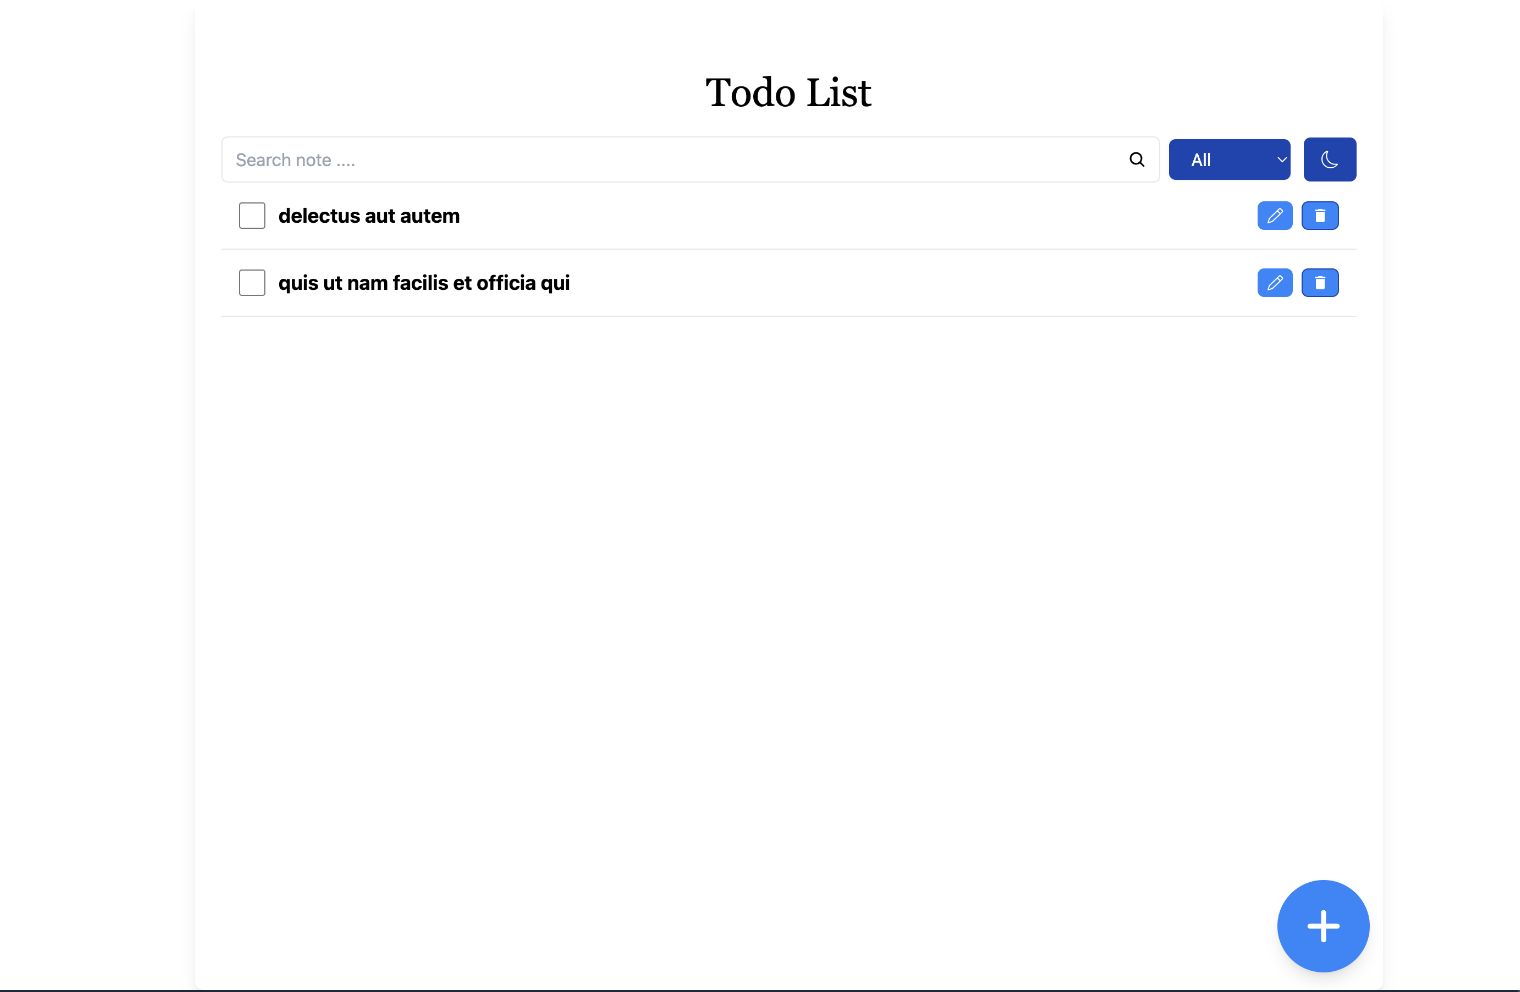 Todo List
Search note ....
All
delectus aut autem
quis ut nam facilis et officia qui